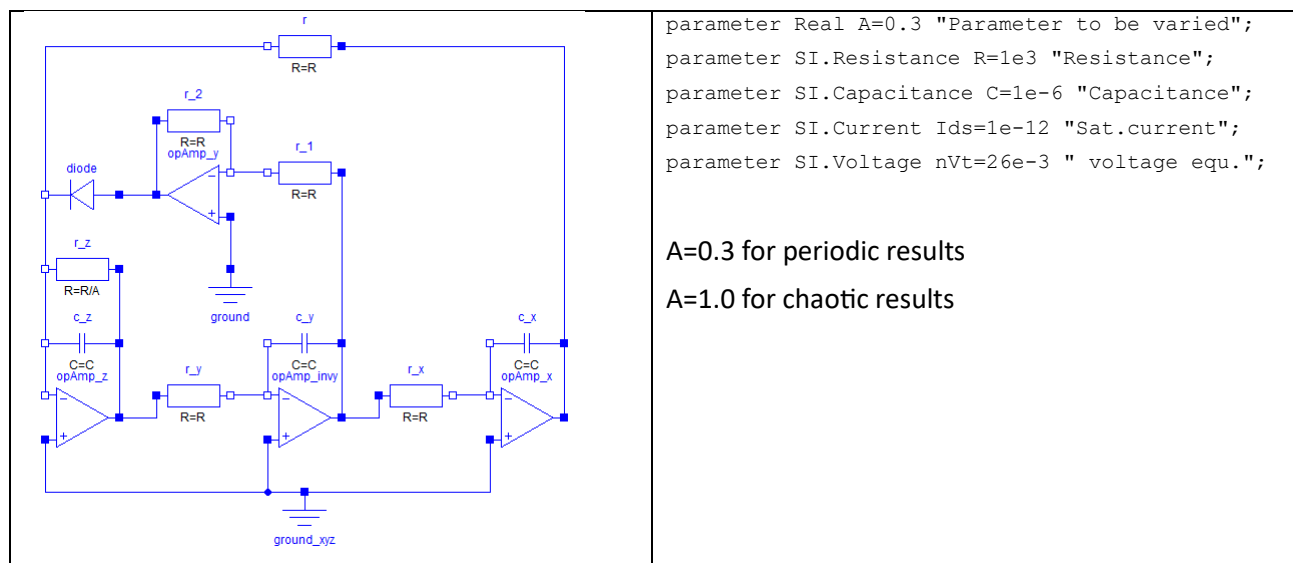 r
R=R
r_2
R=R
opAmp_y
r_1
R=R
diode
r_z
R=R/A
ground
c_z
C=C
opAmp_z
r_y
R=R
c_y
C=C
opAmp_invy
r_x
R=R
c_x
C=C
opAmp_x
ground_xyz
parameter Real A=0.3 "Parameter to be varied";
parameter SI.Resistance R=1e3 "Resistance";
parameter SI.Capacitance C=1e-6 "Capacitance";
parameter SI.Current Ids=1e-12 "Sat.current";
parameter SI.Voltage nVt=26e-3 " voltage equ.";
A=0.3 for periodic results
A=1.0 for chaotic results